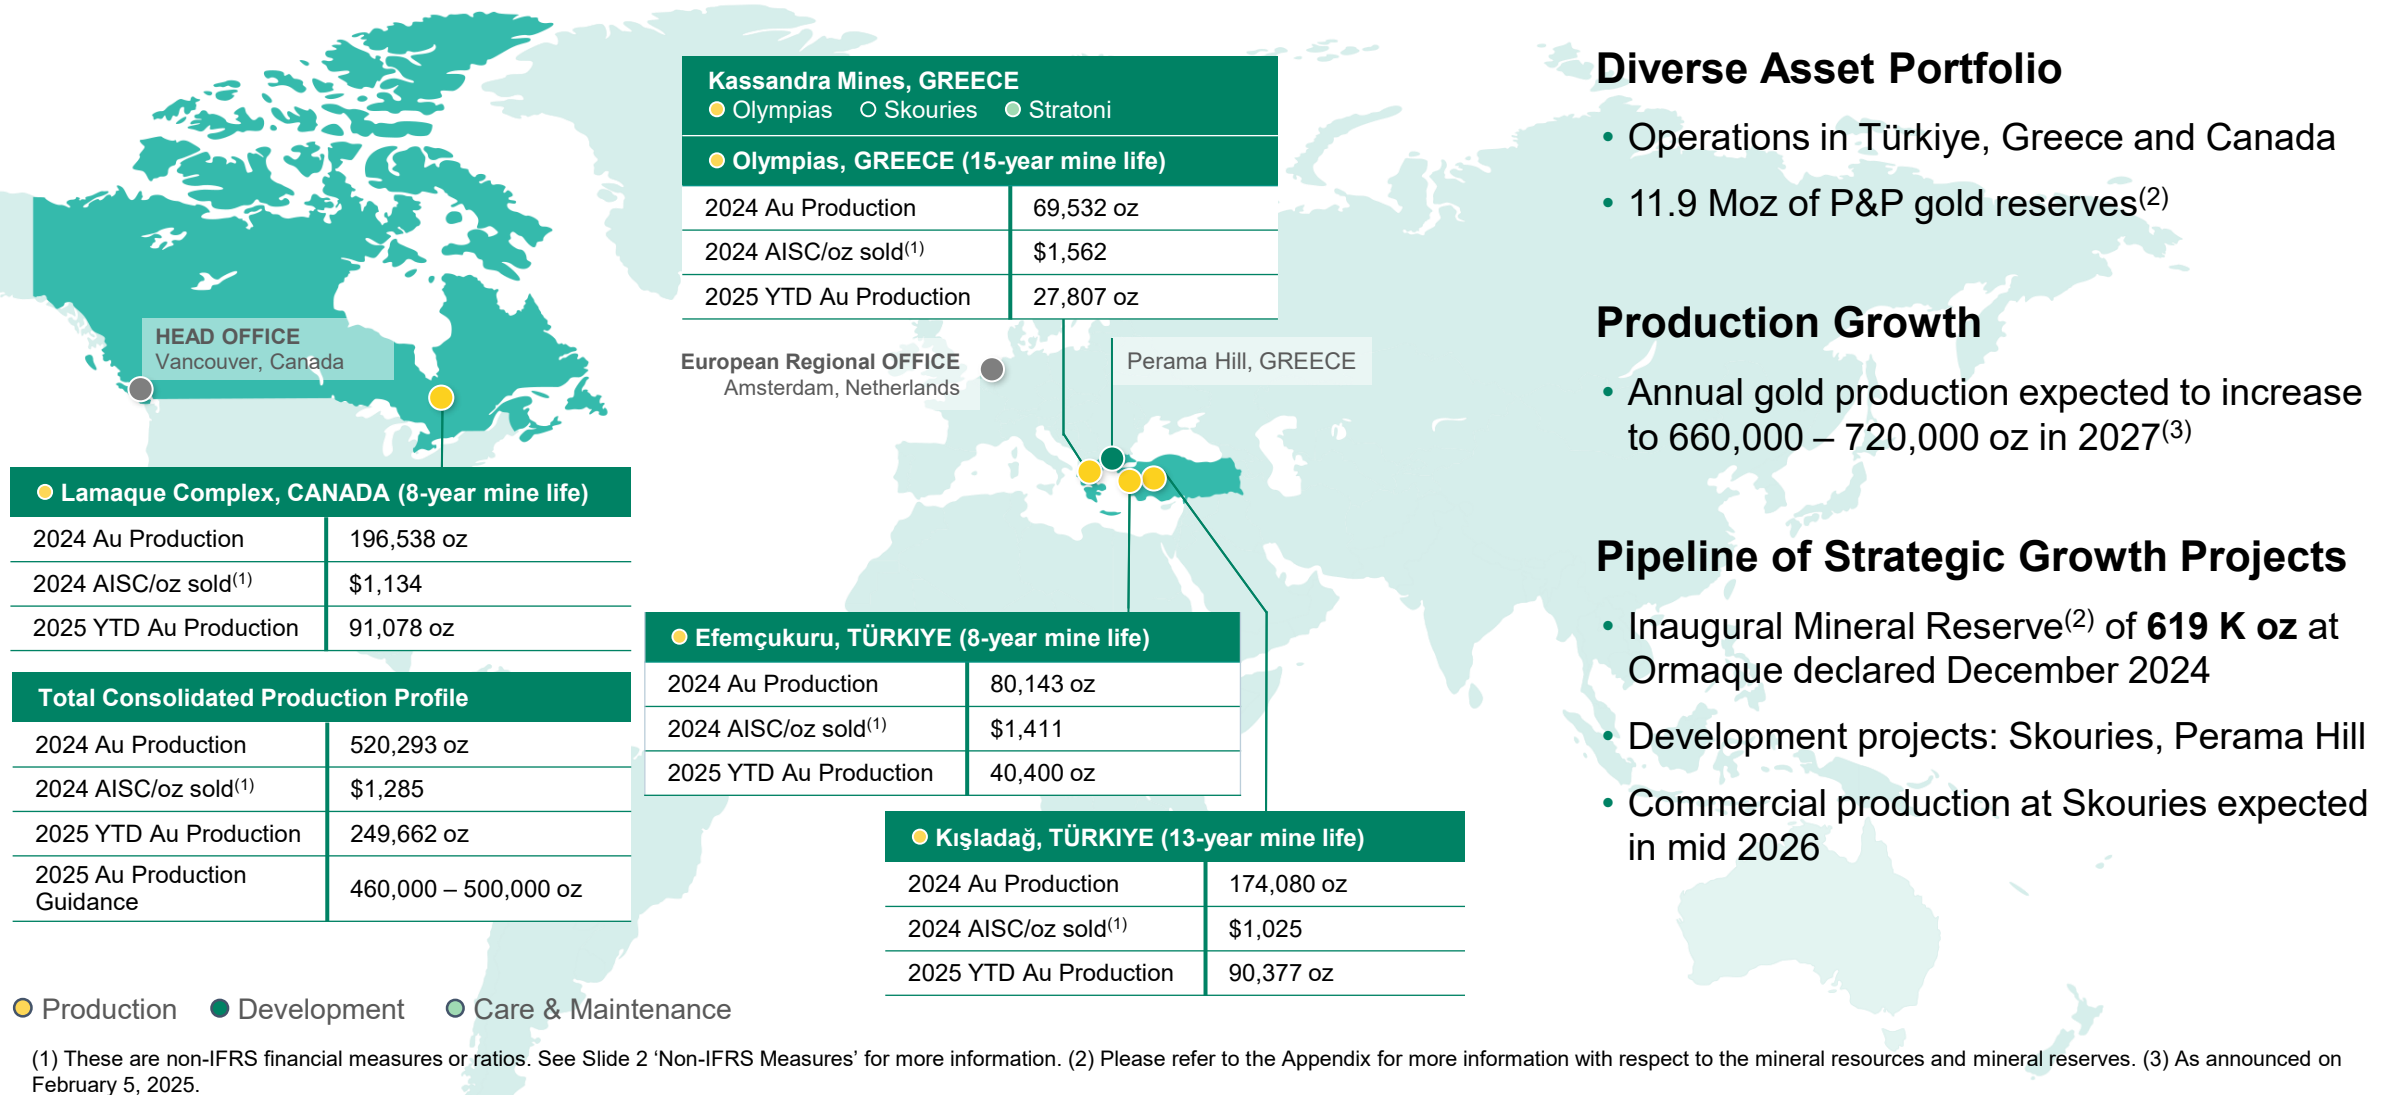 Kassandra Mines, GREECE
Olympias Skouries Stratoni
Olympias, GREECE (15-year mine life)
2024 Au Production 69,532 oz
2024 AISC/oz sold(1) $1,562
2025 YTD Au Production 27,807 oz
HEAD OFFICE
Vancouver, Canada
European Regional OFFICE
Amsterdam, Netherlands
Perama Hill, GREECE
Lamaque Complex, CANADA (8-year mine life)
2024 Au Production 196,538 oz
2024 AISC/oz sold(1) $1,134
2025 YTD Au Production 91,078 oz
Total Consolidated Production Profile
2024 Au Production 520,293 oz
2024 AISC/oz sold(1) $1,285
2025 YTD Au Production 249,662 oz
2025 Au Production
Guidance 460,000 – 500,000 oz
Efemçukuru, TÜRKIYE (8-year mine life)
2024 Au Production 80,143 oz
2024 AISC/oz sold(1) $1,411
2025 YTD Au Production 40,400 oz
Kışladağ, TÜRKIYE (13-year mine life)
2024 Au Production 174,080 oz
2024 AISC/oz sold(1) $1,025
2025 YTD Au Production 90,377 oz
Diverse Asset Portfolio
• Operations in Türkiye, Greece and Canada
• 11.9 Moz of P&P gold reserves(2)
Production Growth
• Annual gold production expected to increase
to 660,000 – 720,000 oz in 2027(3)
Pipeline of Strategic Growth Projects
• Inaugural Mineral Reserve(2) of 619 K oz at
Ormaque declared December 2024
• Development projects: Skouries, Perama Hill
• Commercial production at Skouries expected
in mid 2026
Production Development Care & Maintenance
(1) These are non-IFRS financial measures or ratios. See Slide 2 ‘Non-IFRS Measures’ for more information. (2) Please refer to the Appendix for more information with respect to the mineral resources and mineral reserves. (3) As announced on
February 5, 2025.